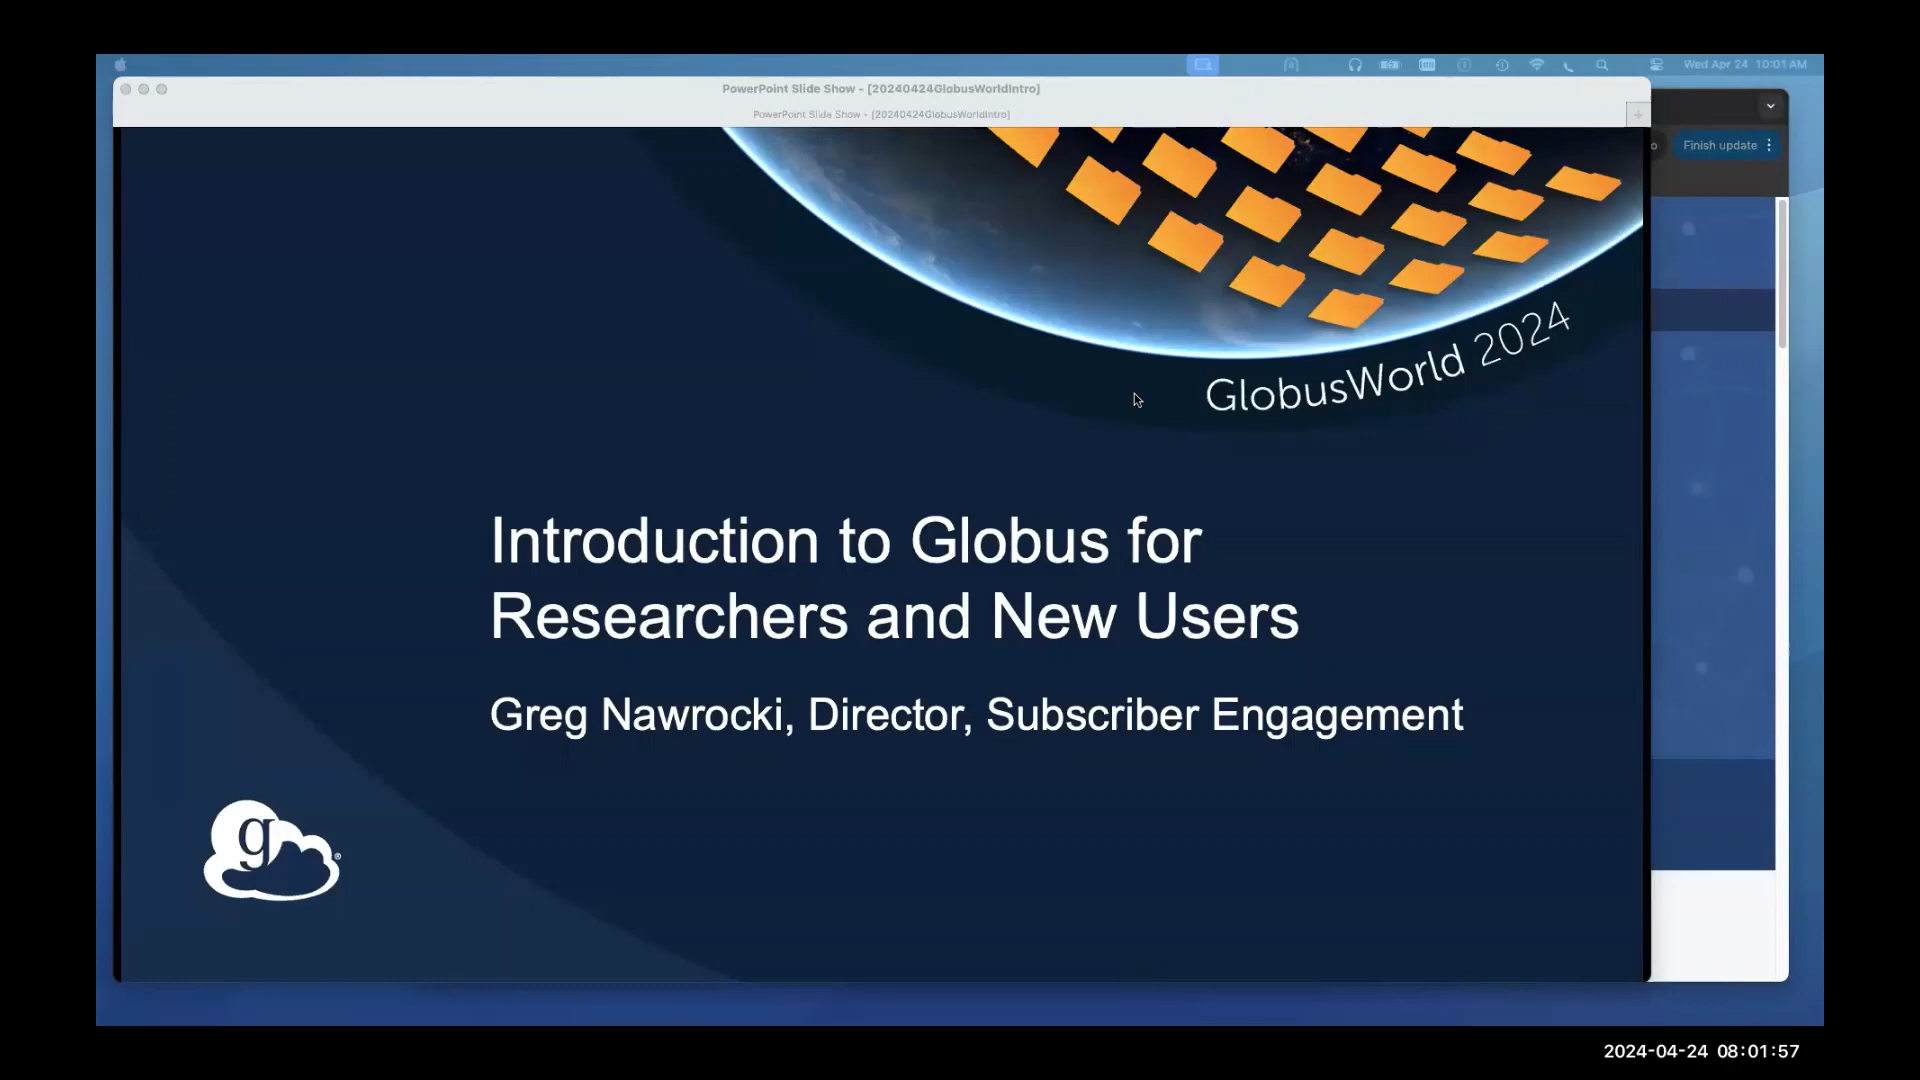 Wed Apr 24 10:01 AM
PowerPoint Slide Show - [20240424GlobusWorldIntro]
PowerPoint Slide Show - [20240424GlobusWorldIntro]
Finish update
GlobusWorld 2024
Introduction to Globus for
Researchers and New Users
Greg Nawrocki, Director, Subscriber Engagement
g
®
2024-04-24 08:01:57